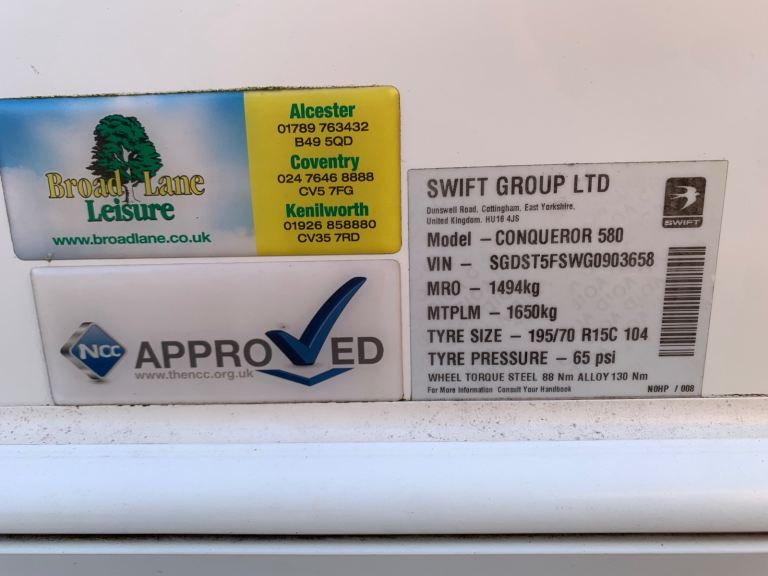 Broad Lane
Leisure
www.broadlane.co.uk
Alcester
01789 763432
B49 5QD
Coventry
024 7646 8888
CV5 7FG
Kenilworth
01926 858880
CV35 7RD
NCC APPROVED
www.thencc.org.uk
SWIFT GROUP LTD
Dunswell Road, Cottingham, East Yorkshire,
United Kingdom. HU16 4JS
SWIFT
Model – CONQUEROR 580
VIN – SGDST5FSWG0903658
MRO – 1494kg
MTPLM – 1650kg
TYRE SIZE – 195/70 R15C 104
TYRE PRESSURE – 65 psi
WHEEL TORQUE STEEL 88 Nm ALLOY 130 Nm
For More Information Consult Your Handbook
N0HP / 008